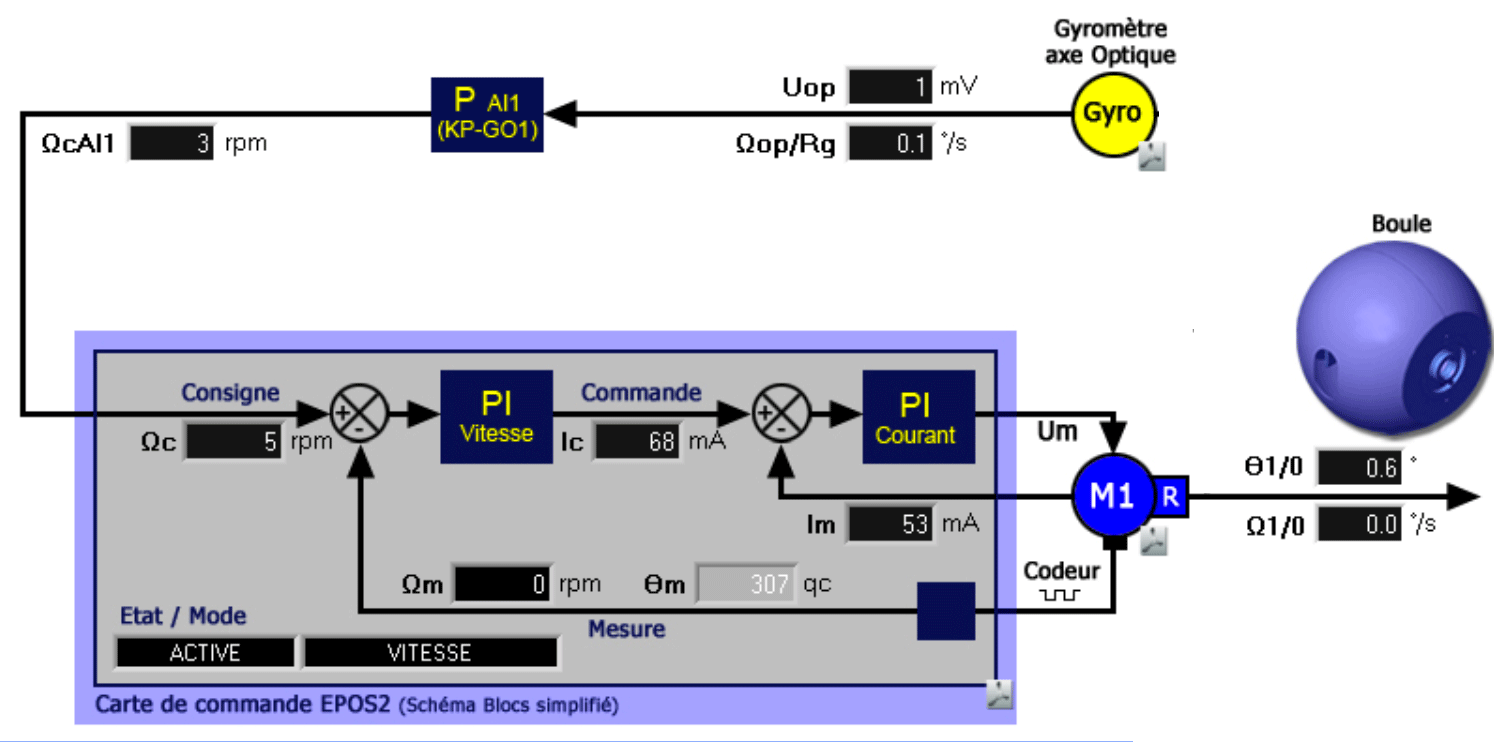 Gyromètre
axe Optique
Uop 1 mV
Gyro
P AI1
(KP-GO1)
ΩcAI1 3 rpm
Ωop/Rg 0.1 °/s
Boule
Consigne
Commande
PI
Vitesse
PI
Courant
Ωc 5 rpm
Ic 68 mA
+
-
+
-
Um
M1
R
Θ1/0 0.6 °
Ω1/0 0.0 °/s
Im 53 mA
Codeur
Ωm 0 rpm
Θm 307 qc
Mesure
Etat / Mode
ACTIVE
VITESSE
Carte de commande EPOS2 (Schéma Blocs simplifié)